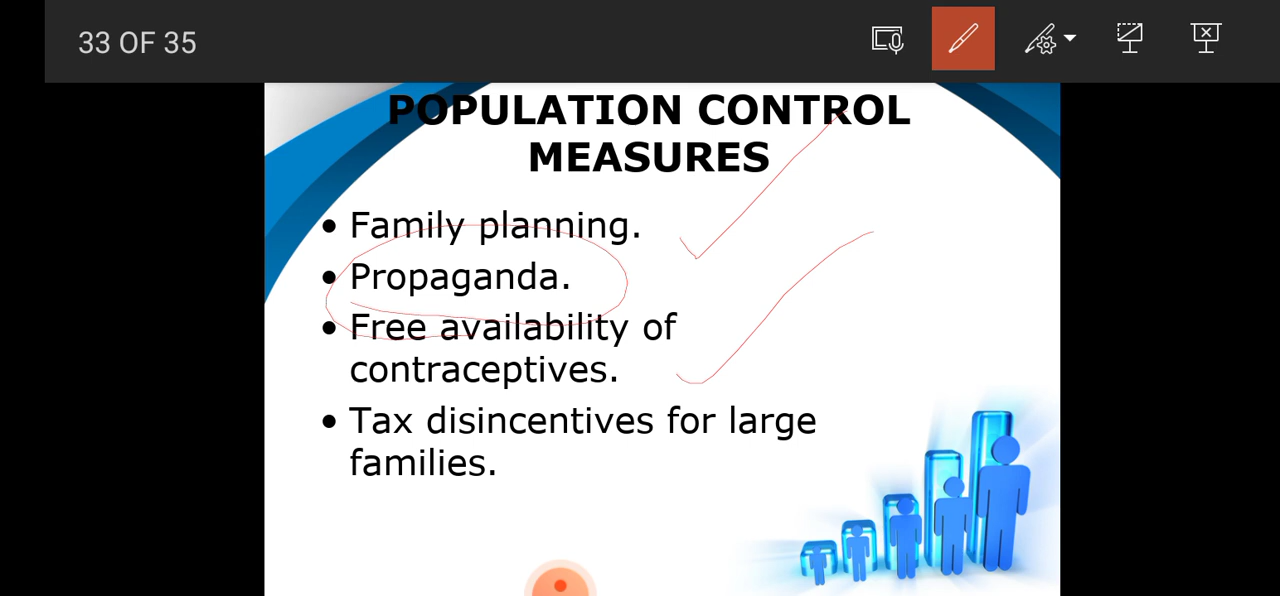 33 OF 35
POPULATION CONTROL
MEASURES
• Family planning.
• Propaganda.
• Free availability of
contraceptives.
• Tax disincentives for large
families.